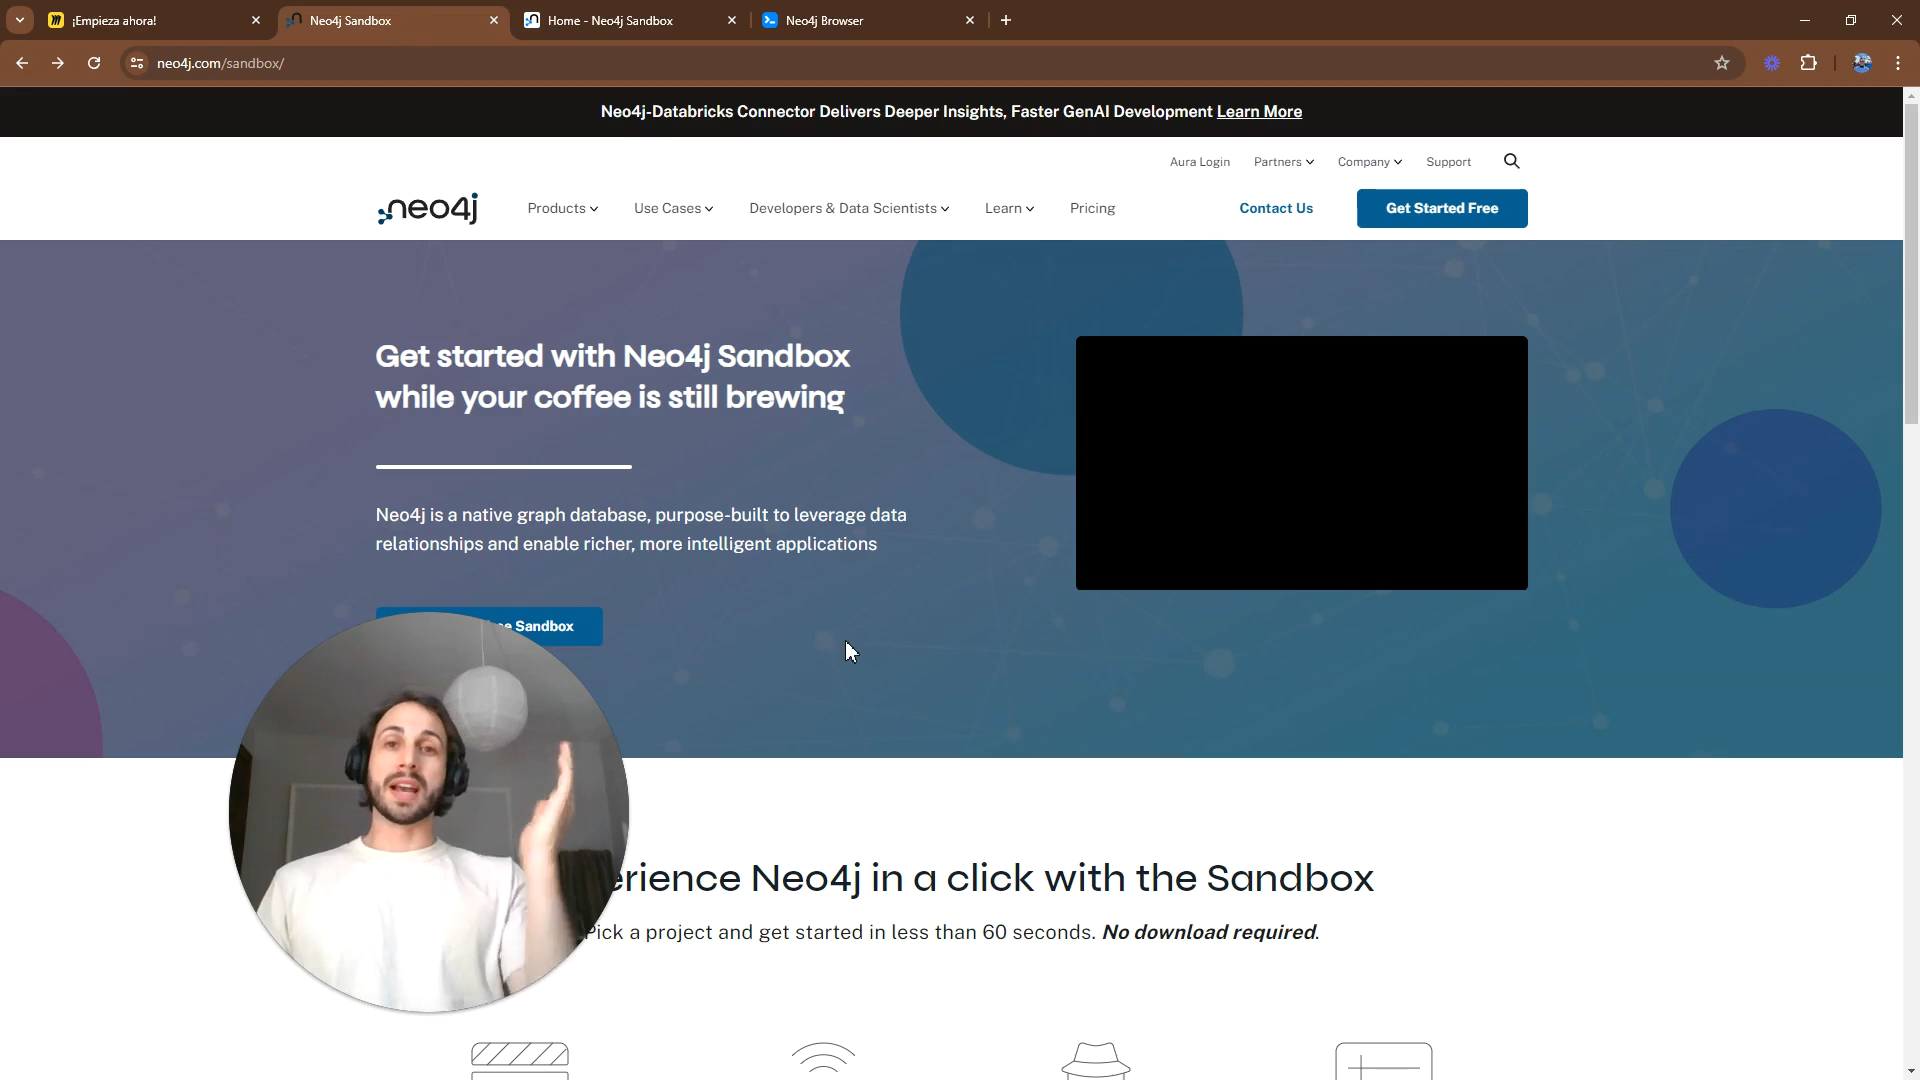 ¡Empieza ahora!
Neo4j Sandbox
Home - Neo4j Sandbox
Neo4j Browser
neo4j.com/sandbox/
Neo4j-Databricks Connector Delivers Deeper Insights, Faster GenAI Development Learn More
Aura Login
Partners
Company
Support
neo4j
Products
Use Cases
Developers & Data Scientists
Learn
Pricing
Contact Us
Get Started Free
Get started with Neo4j Sandbox
while your coffee is still brewing
Neo4j is a native graph database, purpose-built to leverage data
relationships and enable richer, more intelligent applications
Sandbox
Neo4j in a click with the Sandbox
Pick a project and get started in less than 60 seconds. No download required.